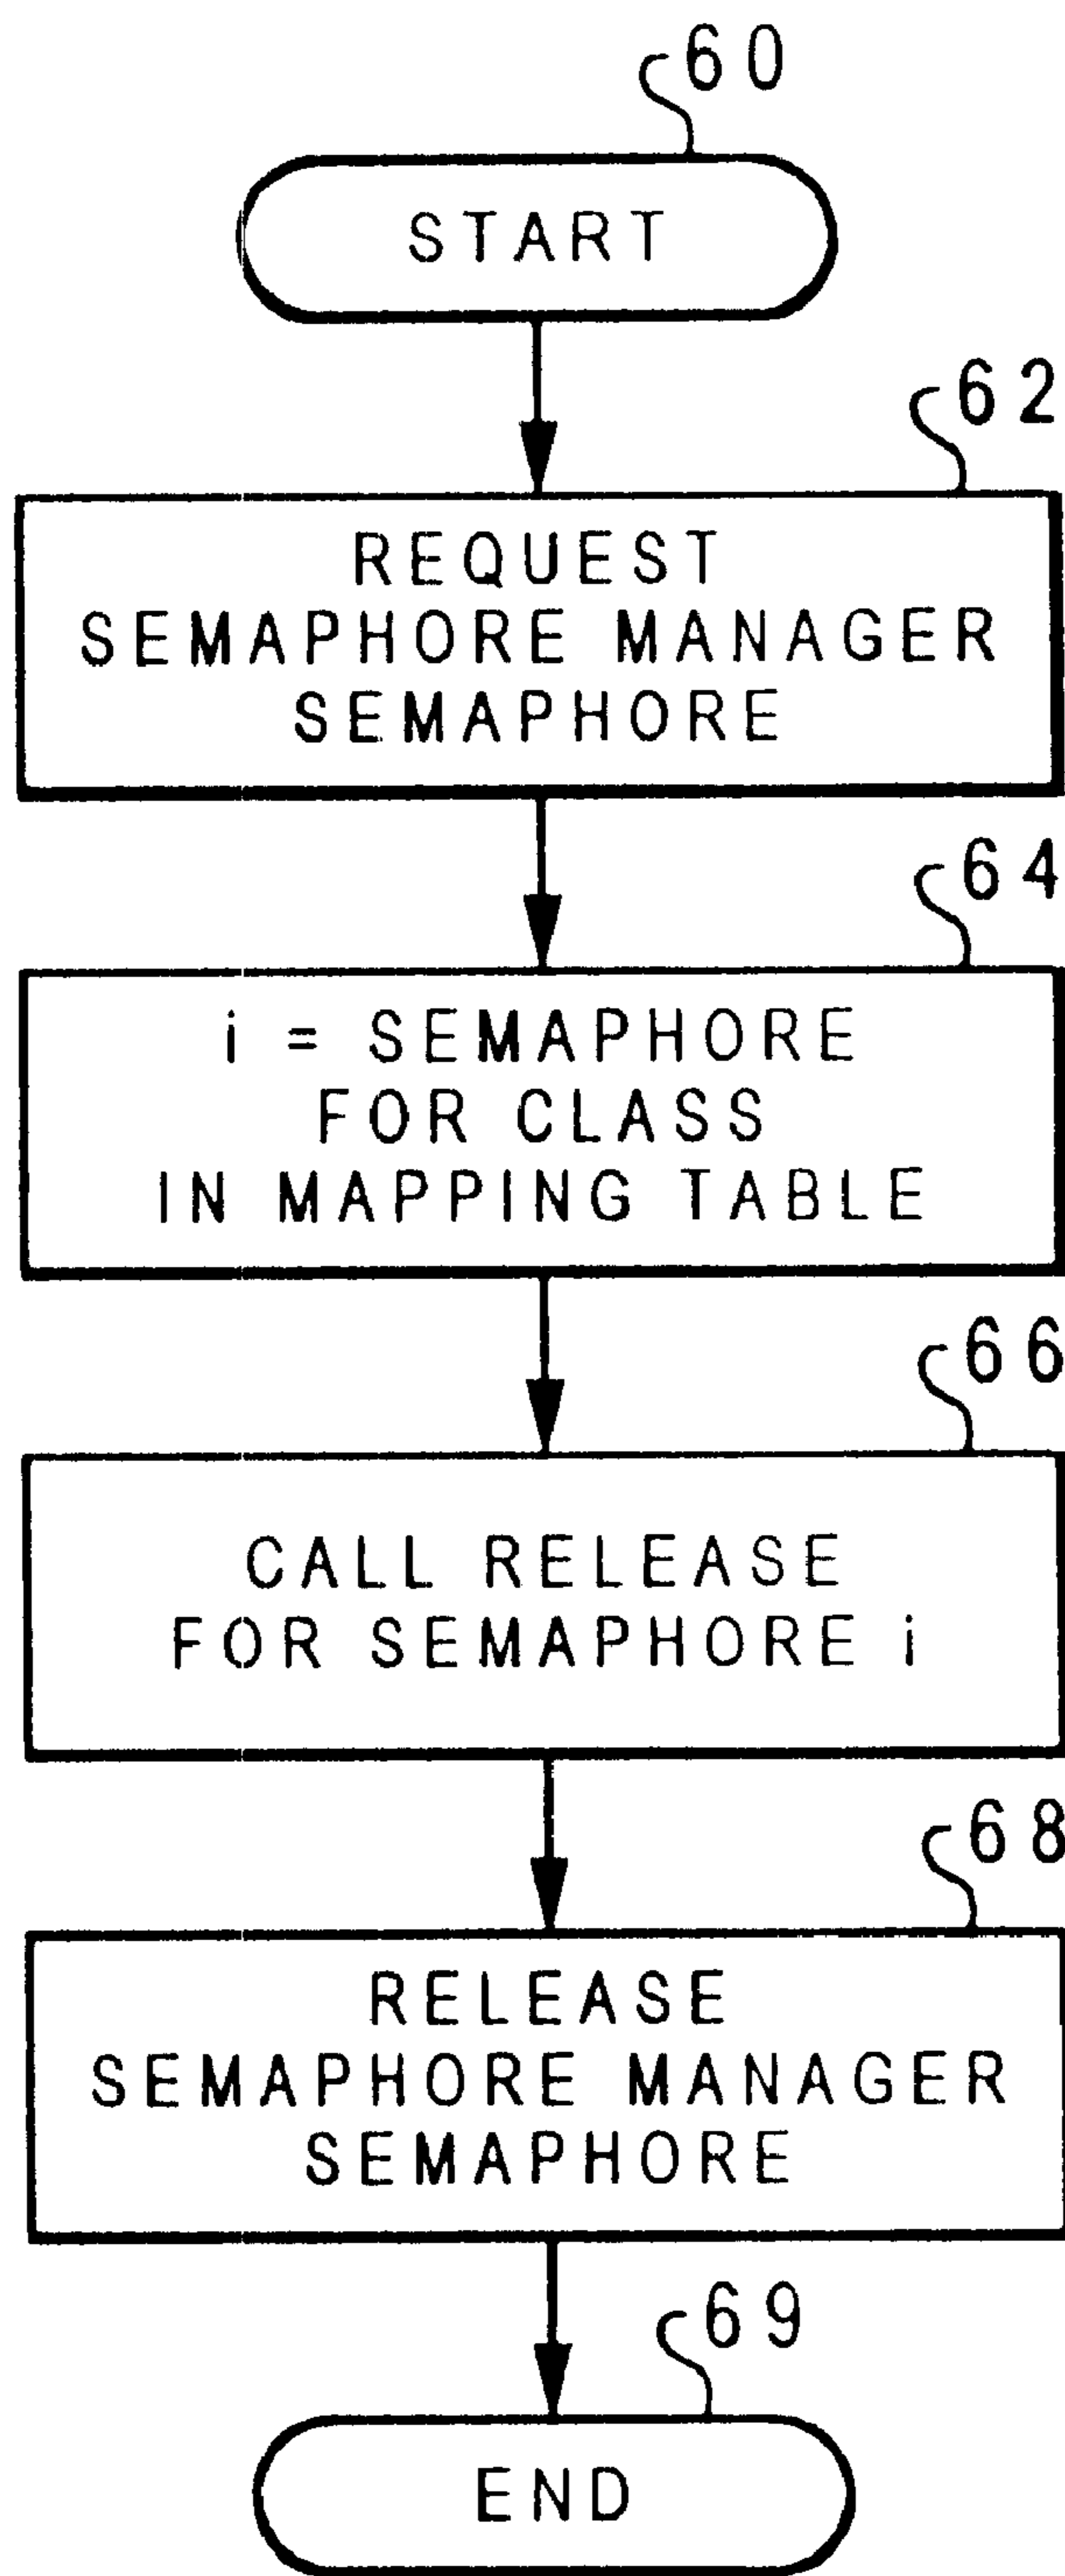 60
START
62
REQUEST
SEMAPHORE MANAGER
SEMAPHORE
64
i = SEMAPHORE
FOR CLASS
IN MAPPING TABLE
66
CALL RELEASE
FOR SEMAPHORE i
68
RELEASE
SEMAPHORE MANAGER
SEMAPHORE
69
END